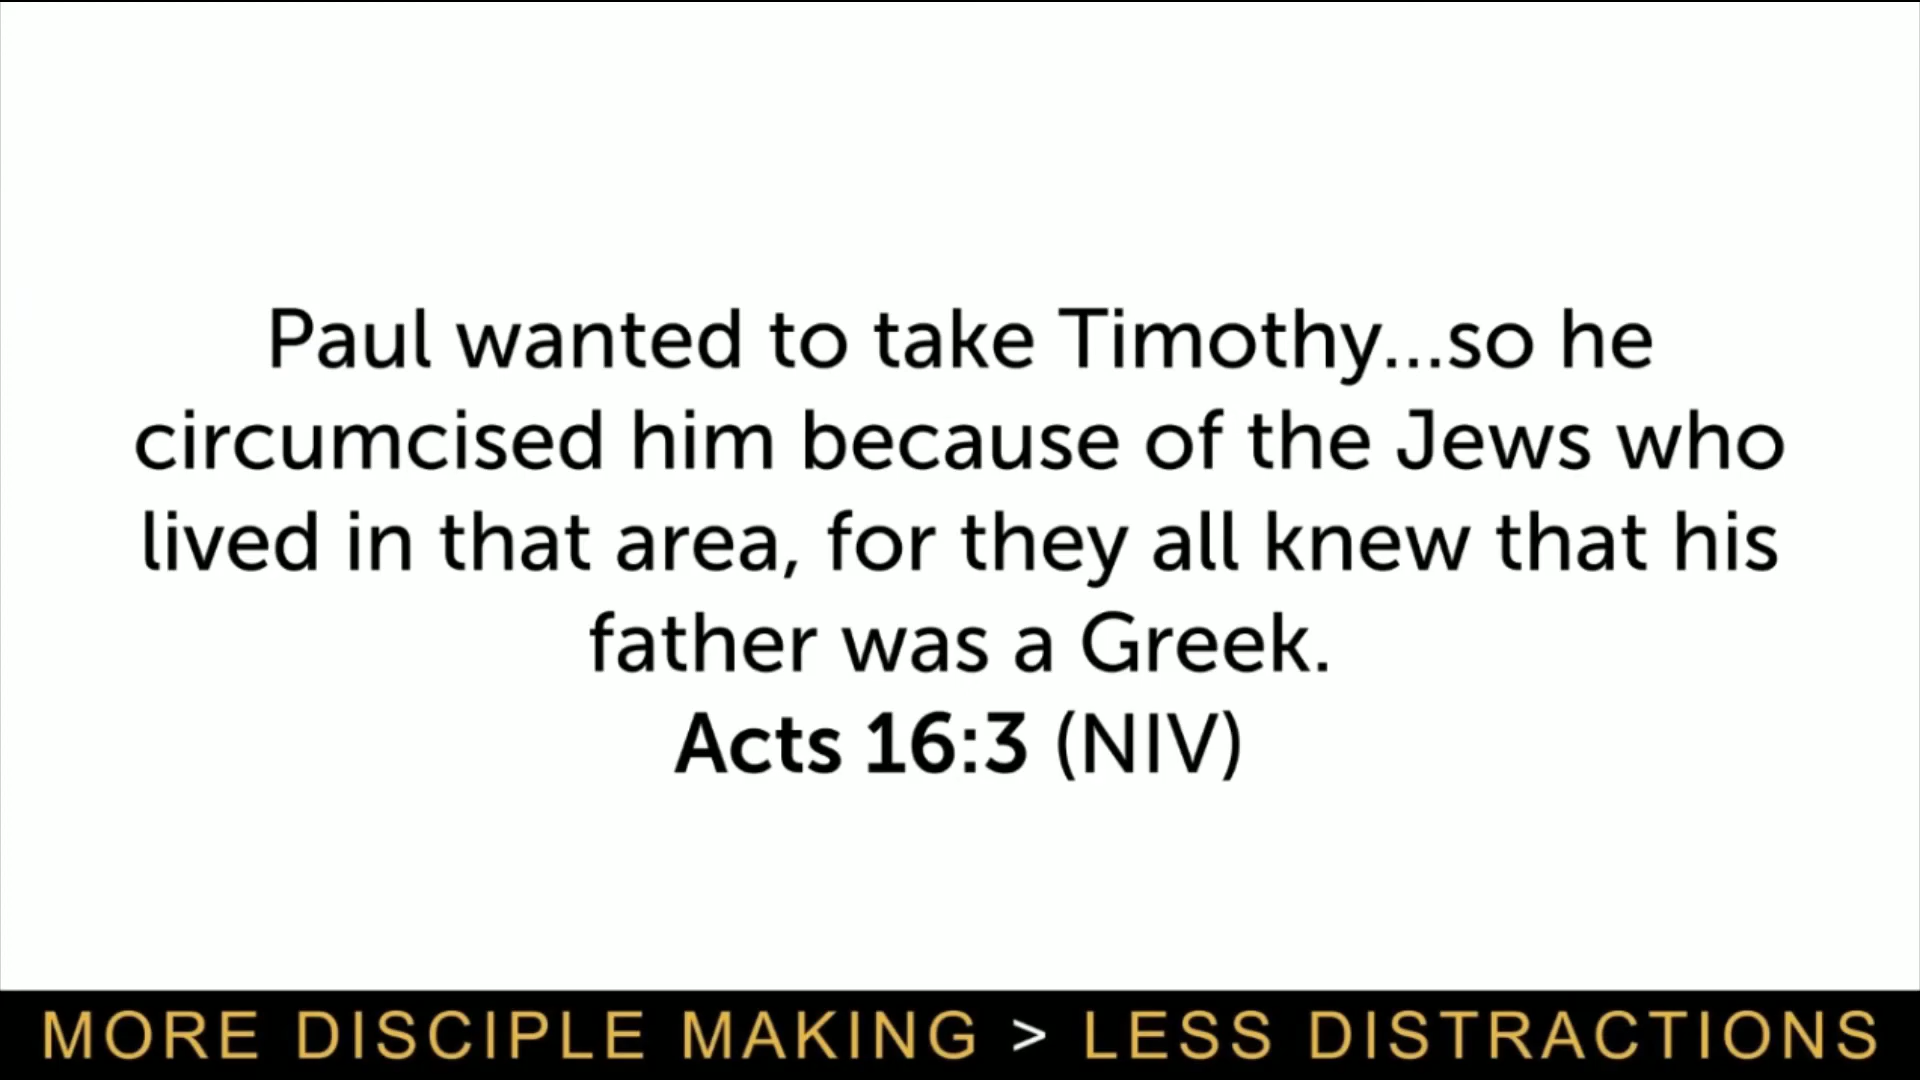 Paul wanted to take Timothy...so he
circumcised him because of the Jews who
lived in that area, for they all knew that his
father was a Greek.
Acts 16:3 (NIV)
MORE DISCIPLE MAKING > LESS DISTRACTIONS